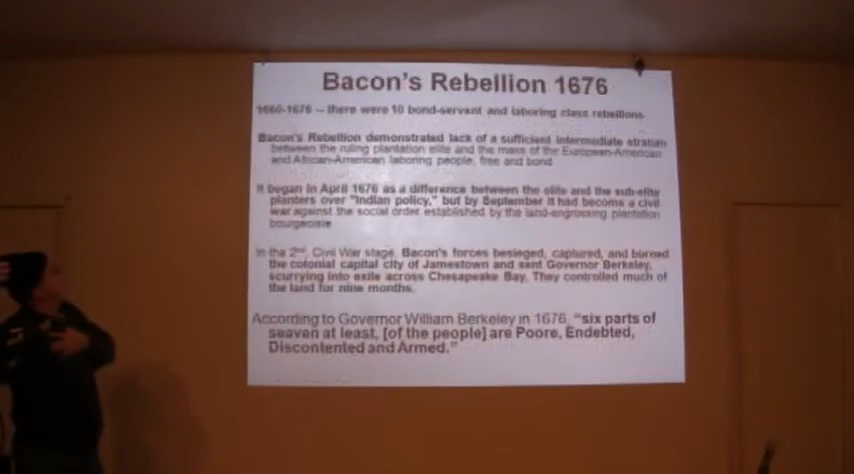 Bacon's Rebellion 1676
1660-1676 – there were 10 bond-servant and laboring class rebellions
Bacon's Rebellion demonstrated lack of a sufficient intermediate stratum
between the ruling plantation elite and the mass of the European-American
and African-American laboring people, free and bond
It began in April 1676 as a difference between the elite and the sub-elite
planters over "Indian policy," but by September it had become a civil
war against the social order established by the land-engrossing plantation
bourgeoisie
In the 2nd, Civil War stage, Bacon's forces besieged, captured, and burned
the colonial capital city of Jamestown and sent Governor Berkeley,
scurrying into exile across Chesapeake Bay. They controlled much of
the land for nine months.
According to Governor William Berkeley in 1676, "six parts of
seaven at least, [of the people] are Poore, Endebted,
Discontented and Armed."